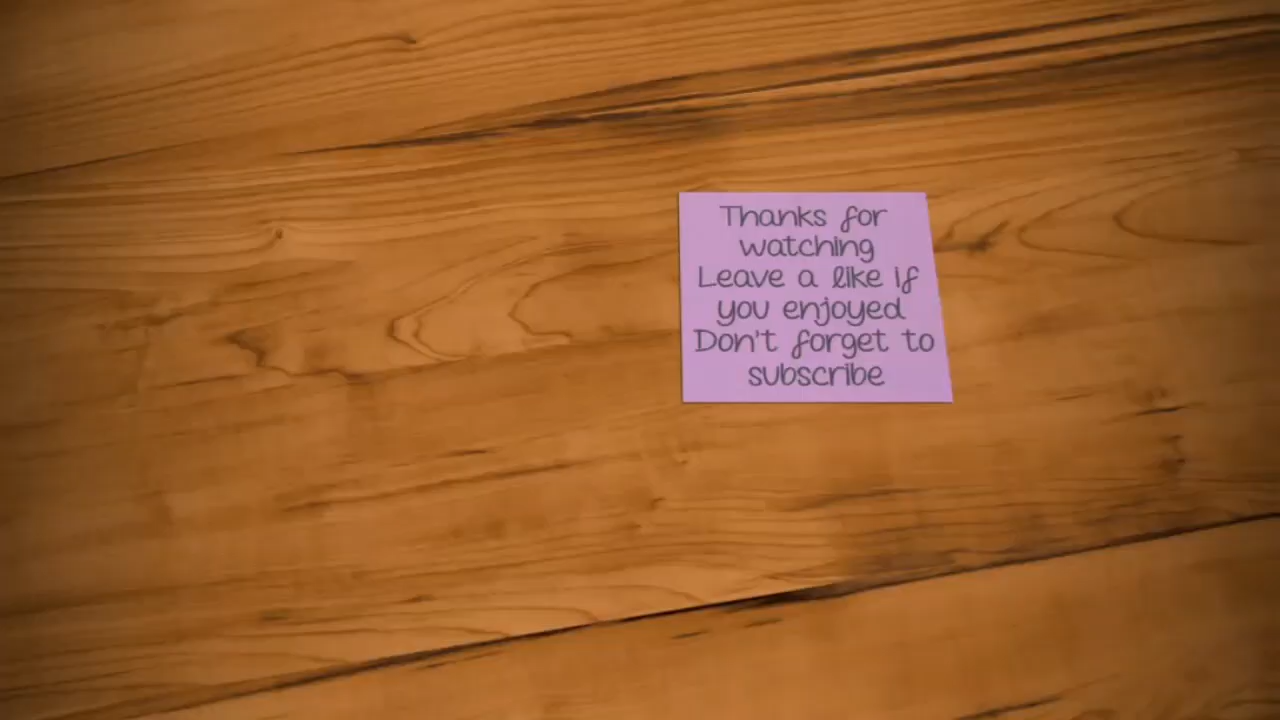 Thanks for
watching
Leave a like if
you enjoyed
Don't forget to
subscribe